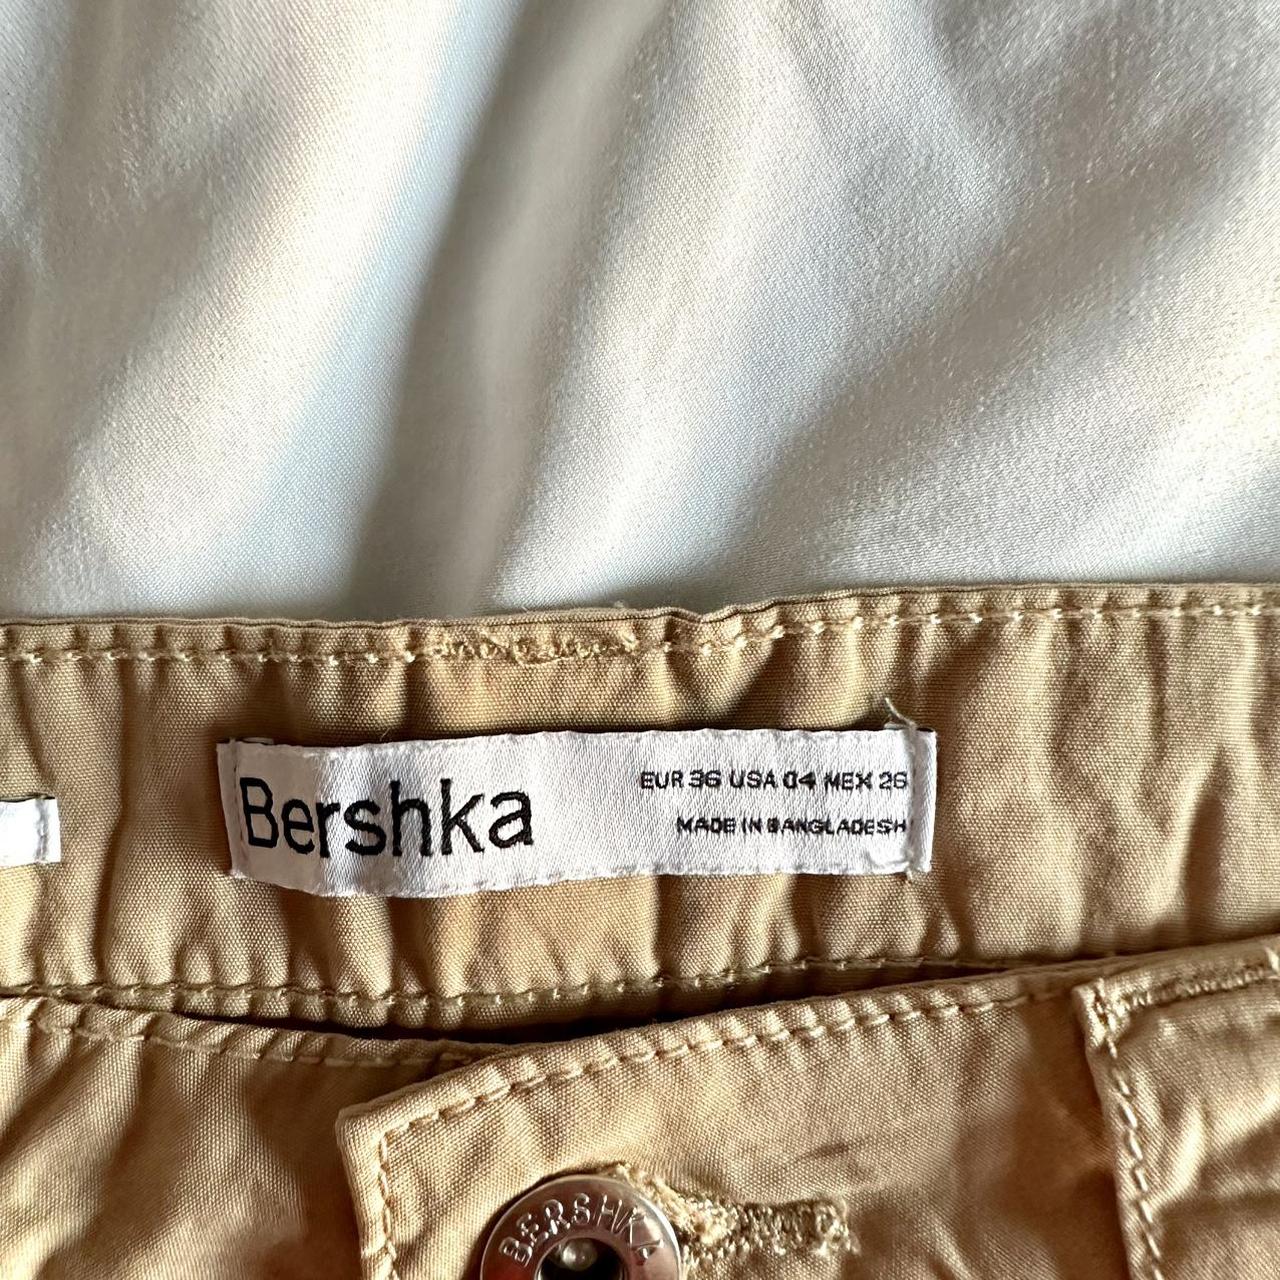 Bershka
EUR 36 USA 04 MEX 26
MADE IN BANGLADESH
BERSHKA